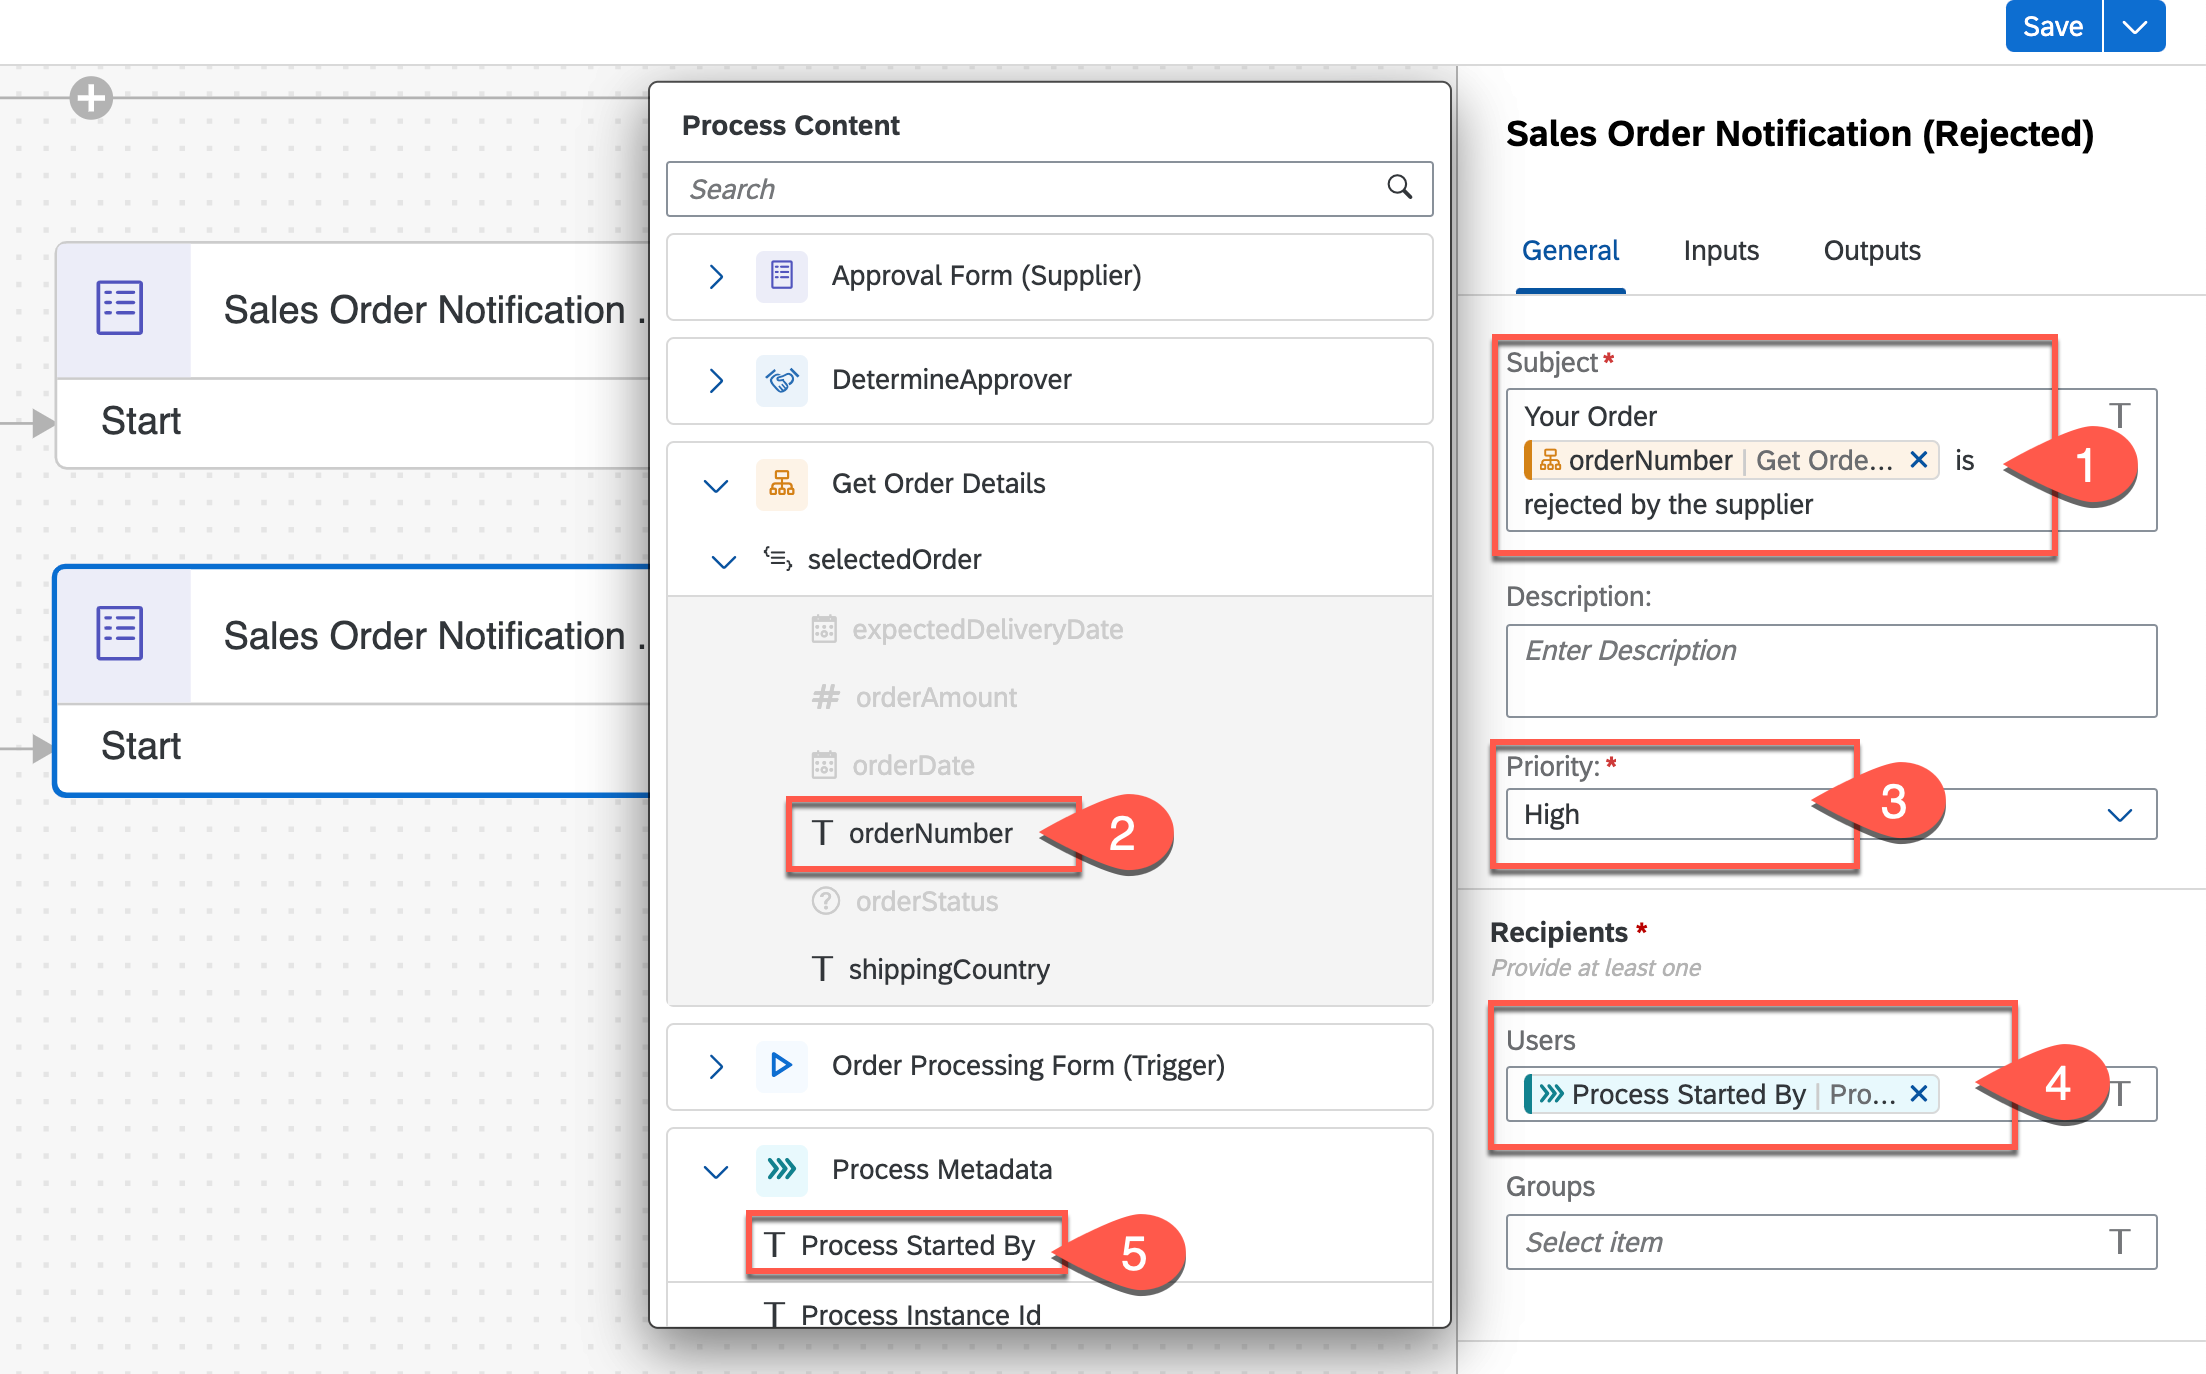 Save
Sales Order Notification .
Start
Sales Order Notification .
Start
Process Content
Search
Approval Form (Supplier)
DetermineApprover
Get Order Details
selectedOrder
expectedDeliveryDate
# orderAmount
orderDate
T orderNumber
2
? orderStatus
T shippingCountry
Order Processing Form (Trigger)
Process Metadata
T Process Started By
5
T Process Instance Id
Sales Order Notification (Rejected)
General Inputs Outputs
Subject*
Your Order T
orderNumber | Get Orde... × is
1
rejected by the supplier
Description:
Enter Description
Priority: *
High
3
Recipients *
Provide at least one
Users
Process Started By | Pro... × T
4
Groups
Select item T